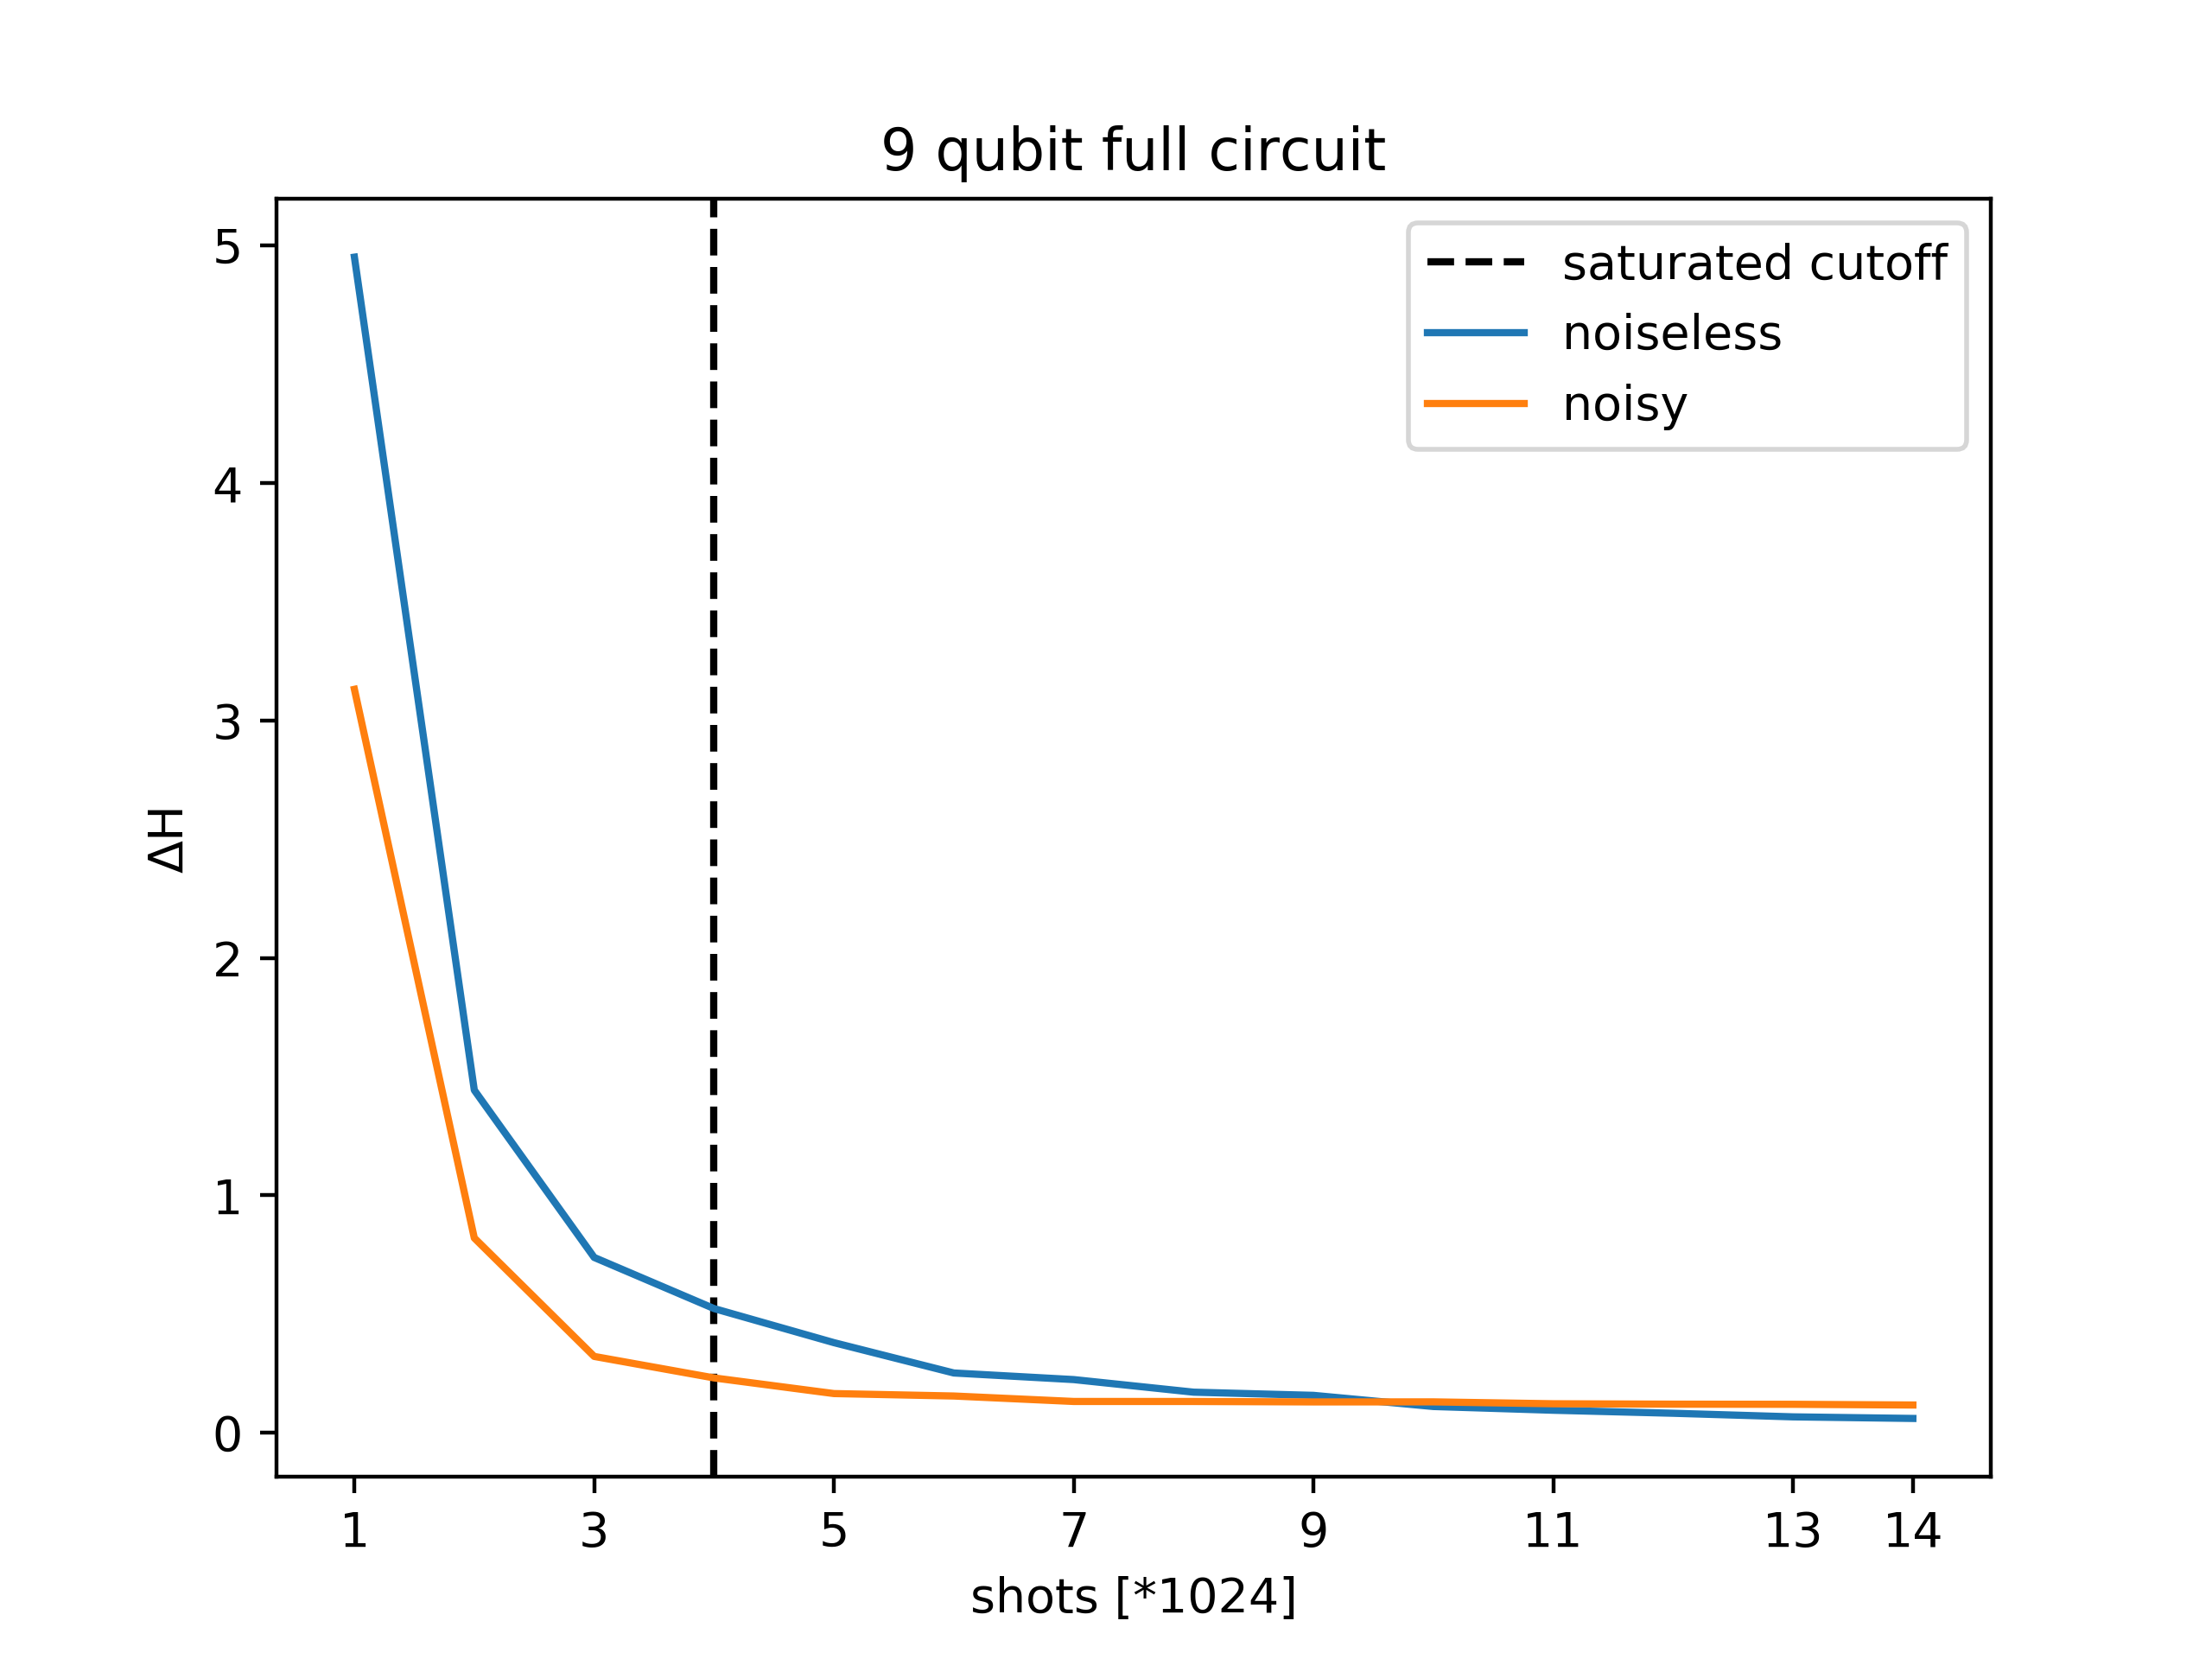 9 qubit full circuit
saturated cutoff
noiseless
noisy
5
4
3
2
1
0
ΔH
1 3 5 7 9 11 13 14
shots [*1024]